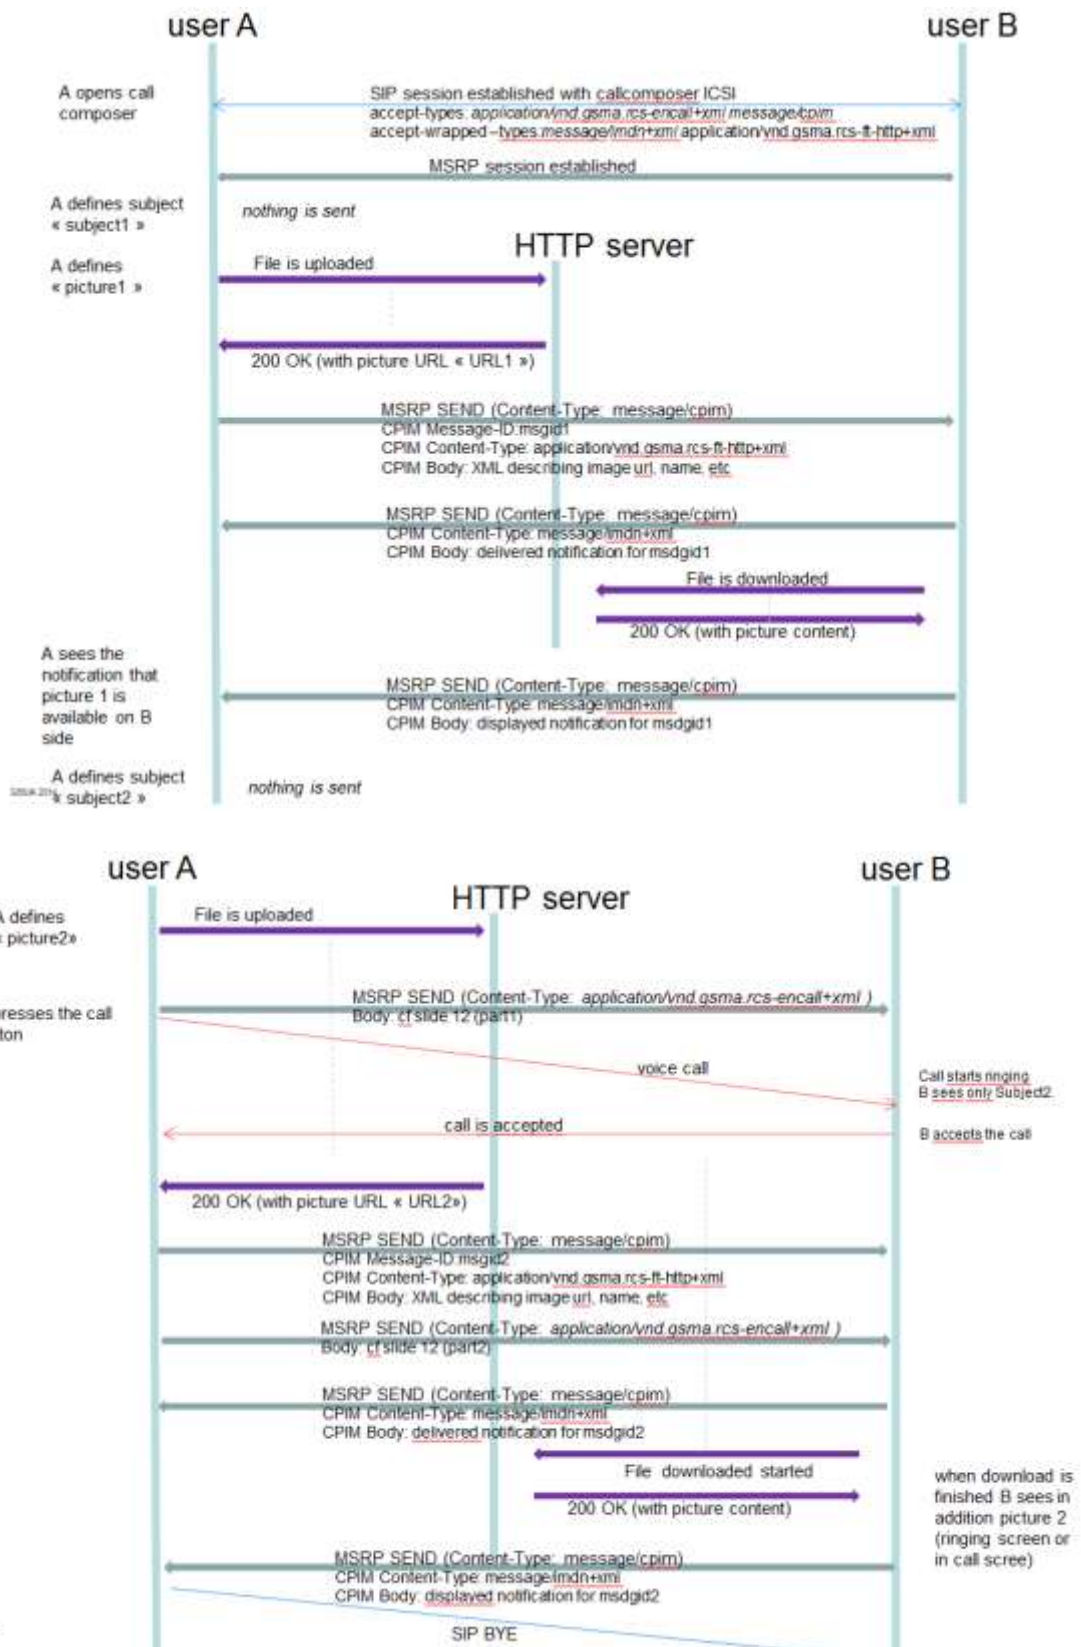 user A
user B
A opens call
composer
SIP session established with callcomposer ICSI
accept-types: application/vnd.gsma.rcs-encall+xml message/cpim
accept-wrapped–types:message/imdn+xml application/vnd.gsma.rcs-ft-http+xml
MSRP session established
A defines subject
« subject1 »
nothing is sent
HTTP server
A defines
« picture1 »
File is uploaded
200 OK (with picture URL « URL1 »)
MSRP SEND (Content-Type: message/cpim)
CPIM Message-ID:msgid1
CPIM Content-Type: application/vnd.gsma.rcs-ft-http+xml
CPIM Body: XML describing image url, name, etc
MSRP SEND (Content-Type: message/cpim)
CPIM Content-Type: message/imdn+xml
CPIM Body: delivered notification for msdgid1
File is downloaded
200 OK (with picture content)
A sees the
notification that
picture 1 is
available on B
side
MSRP SEND (Content-Type: message/cpim)
CPIM Content-Type: message/imdn+xml
CPIM Body: displayed notification for msdgid1
A defines subject
« subject2 »
nothing is sent
user A
user B
HTTP server
A defines
« picture2»
File is uploaded
resses the call
ton
MSRP SEND (Content-Type: application/vnd.gsma.rcs-encall+xml )
Body: cf slide 12 (part1)
voice call
Call starts ringing
B sees only Subject2.
call is accepted
B accepts the call
200 OK (with picture URL « URL2»)
MSRP SEND (Content-Type: message/cpim)
CPIM Message-ID:msgid2
CPIM Content-Type: application/vnd.gsma.rcs-ft-http+xml
CPIM Body: XML describing image url, name, etc
MSRP SEND (Content-Type: application/vnd.gsma.rcs-encall+xml )
Body: cf slide 12 (part2)
MSRP SEND (Content-Type: message/cpim)
CPIM Content-Type: message/imdn+xml
CPIM Body: delivered notification for msdgid2
File downloaded started
200 OK (with picture content)
when download is
finished B sees in
addition picture 2
(ringing screen or
in call scree)
MSRP SEND (Content-Type: message/cpim)
CPIM Content-Type: message/imdn+xml
CPIM Body: displayed notification for msdgid2
SIP BYE